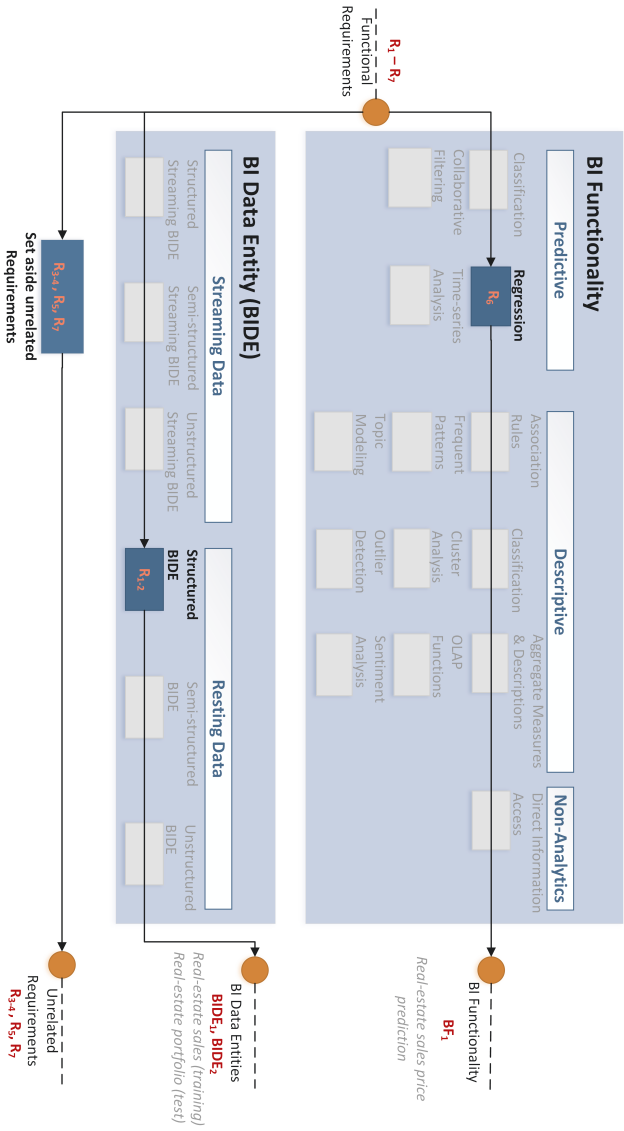 R1 – R7
Functional
Requirements
BI Functionality
Predictive
Classification
Regression
R6
Collaborative
Filtering
Time-series
Analysis
Descriptive
Association
Rules
Classification
Aggregate Measures
& Descriptions
Frequent
Patterns
Cluster
Analysis
OLAP
Functions
Topic
Modeling
Outlier
Detection
Sentiment
Analysis
Non-Analytics
Direct Information
Access
BI Functionality
BF1
Real-estate sales price
prediction
BI Data Entity (BIDE)
Streaming Data
Structured
Streaming BIDE
Semi-structured
Streaming BIDE
Unstructured
Streaming BIDE
Resting Data
Structured
BIDE
R1-2
Semi-structured
BIDE
Unstructured
BIDE
BI Data Entities
BIDE1, BIDE2
Real-estate sales (training)
Real-estate portfolio (test)
R3-4, R5, R7
Set aside unrelated
Requirements
Unrelated
Requirements
R3-4, R5, R7